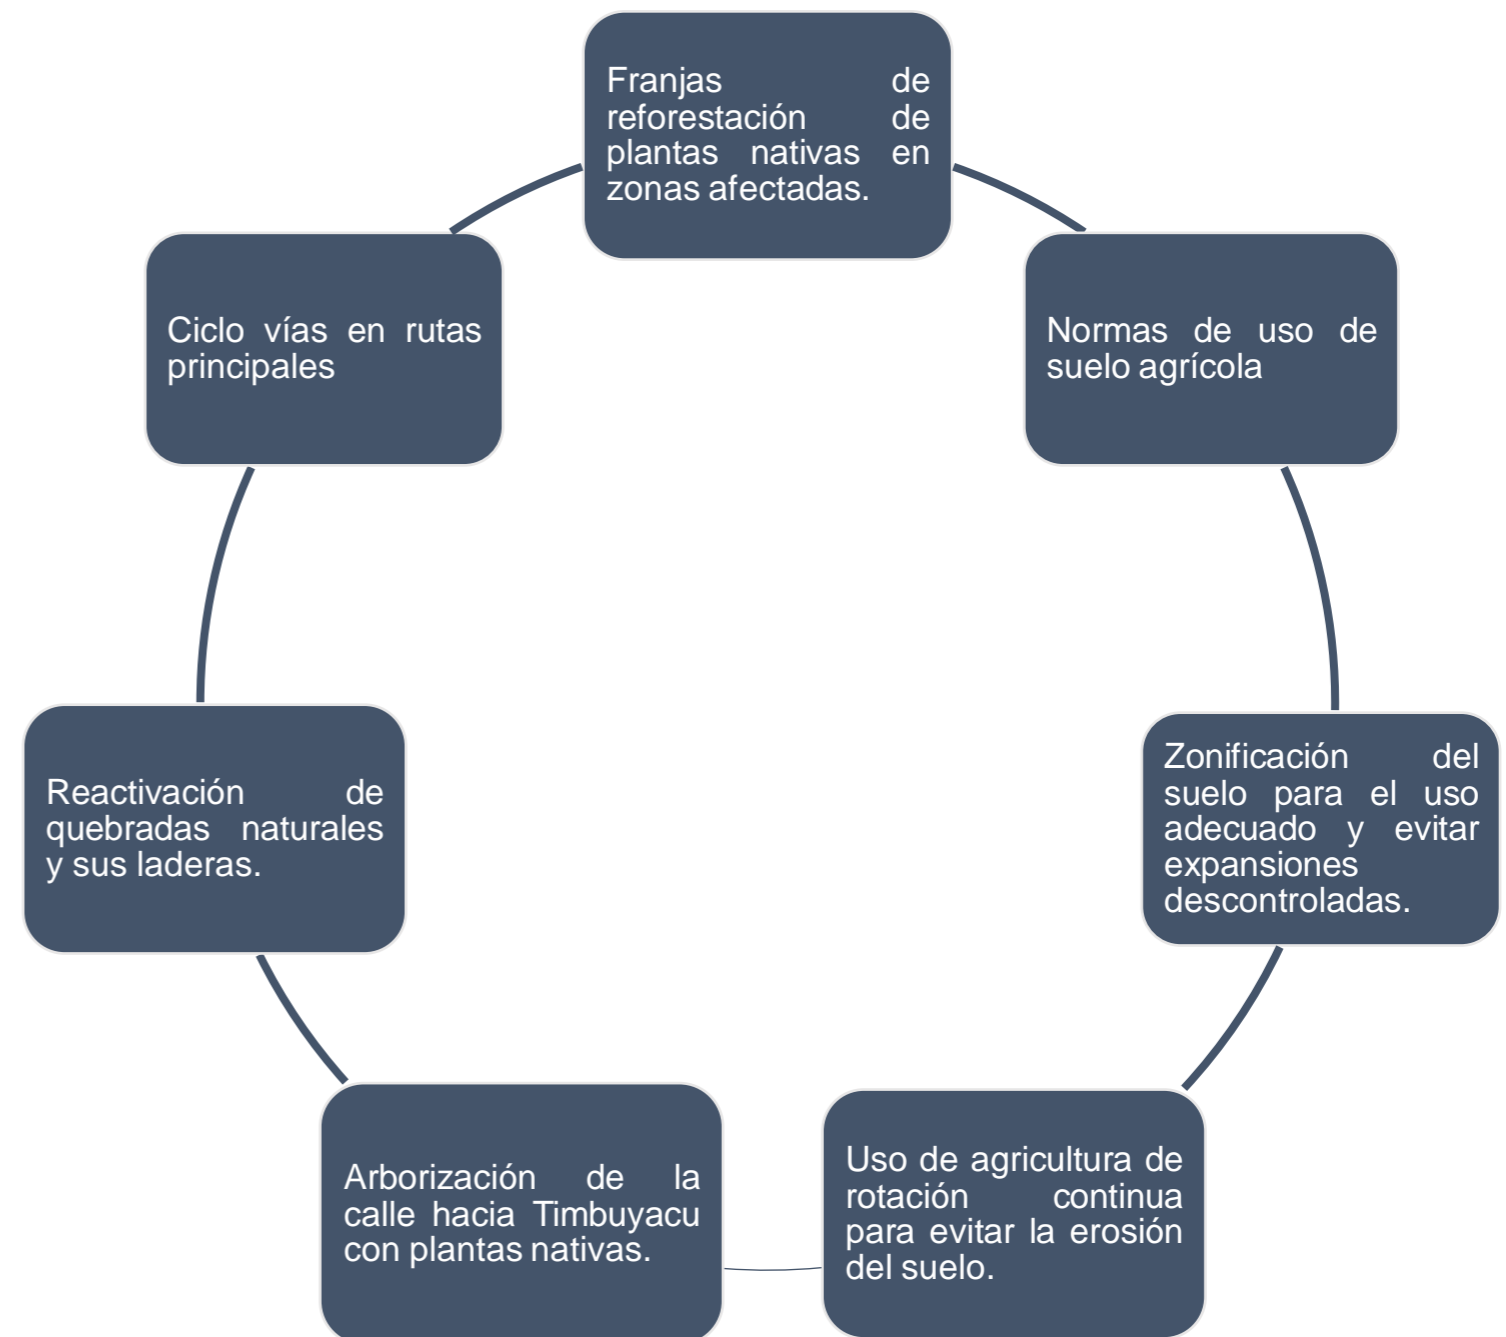 Franjas de
reforestación de
plantas nativas en
zonas afectadas.
Normas de uso de
suelo agrícola
Zonificación del
suelo para el uso
adecuado y evitar
expansiones
descontroladas.
Uso de agricultura de
rotación continua
para evitar la erosión
del suelo.
Arborización de la
calle hacia Timbuyacu
con plantas nativas.
Reactivación de
quebradas naturales
y sus laderas.
Ciclo vías en rutas
principales